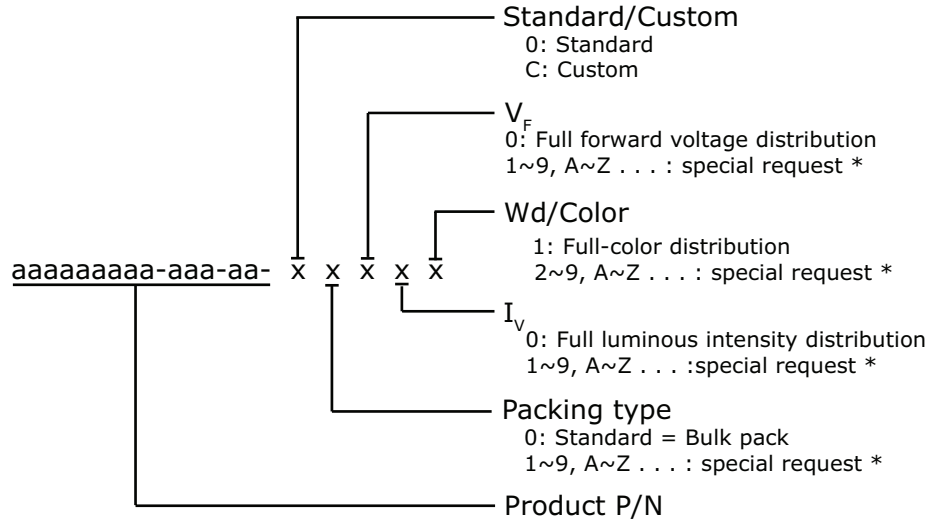 Standard/Custom
0: Standard
C: Custom
VF
0: Full forward voltage distribution
1~9, A~Z . . . : special request *
Wd/Color
1: Full-color distribution
2~9, A~Z . . . : special request *
aaaaaaaaa-aaa-aa- x x x x x
IV
0: Full luminous intensity distribution
1~9, A~Z . . . :special request *
Packing type
0: Standard = Bulk pack
1~9, A~Z . . . : special request *
Product P/N